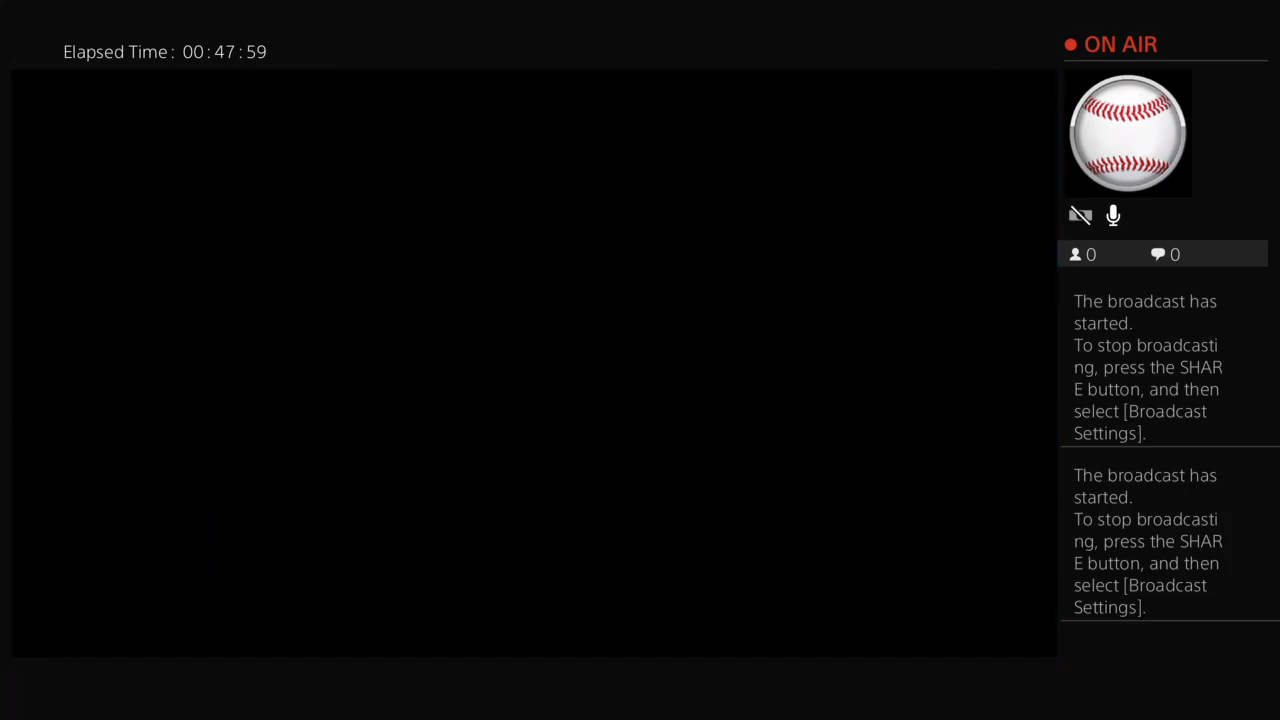 Elapsed Time: 00:47:59
ON AIR
0 0
The broadcast has
started.
To stop broadcasti
ng, press the SHAR
E button, and then
select [Broadcast
Settings].
The broadcast has
started.
To stop broadcasti
ng, press the SHAR
E button, and then
select [Broadcast
Settings].